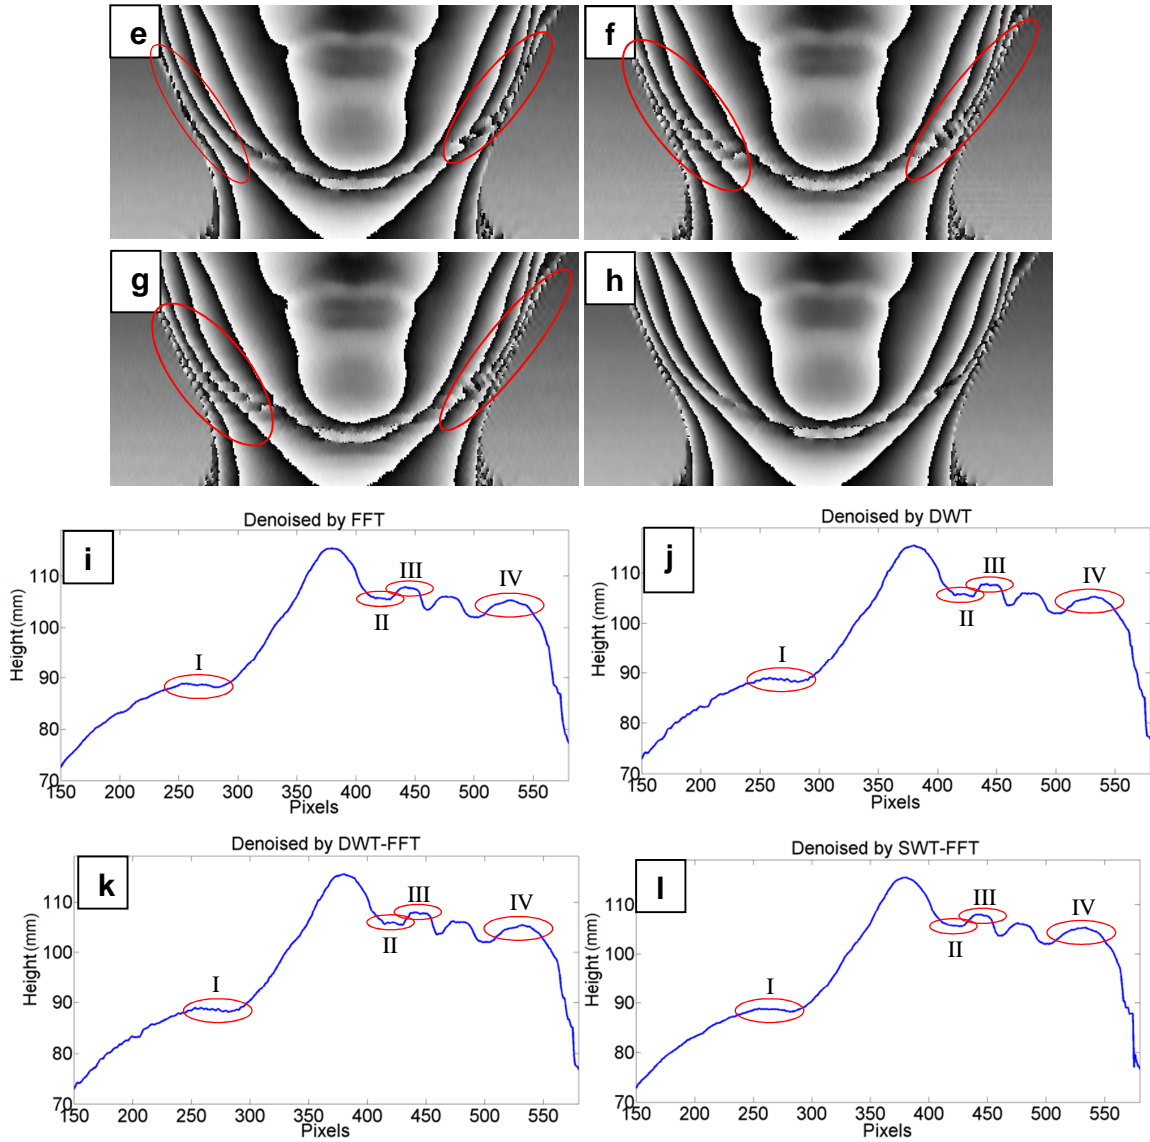 e
f
g
h
Denoised by FFT
i
Height (mm)
110
100
90
80
70
I
II
III
IV
150 200 250 300 350 400 450 500 550
Pixels
Denoised by DWT
j
Height (mm)
110
100
90
80
70
I
II
III
IV
150 200 250 300 350 400 450 500 550
Pixels
Denoised by DWT-FFT
k
Height (mm)
110
100
90
80
70
I
II
III
IV
150 200 250 300 350 400 450 500 550
Pixels
Denoised by SWT-FFT
l
Height (mm)
110
100
90
80
70
I
II
III
IV
150 200 250 300 350 400 450 500 550
Pixels